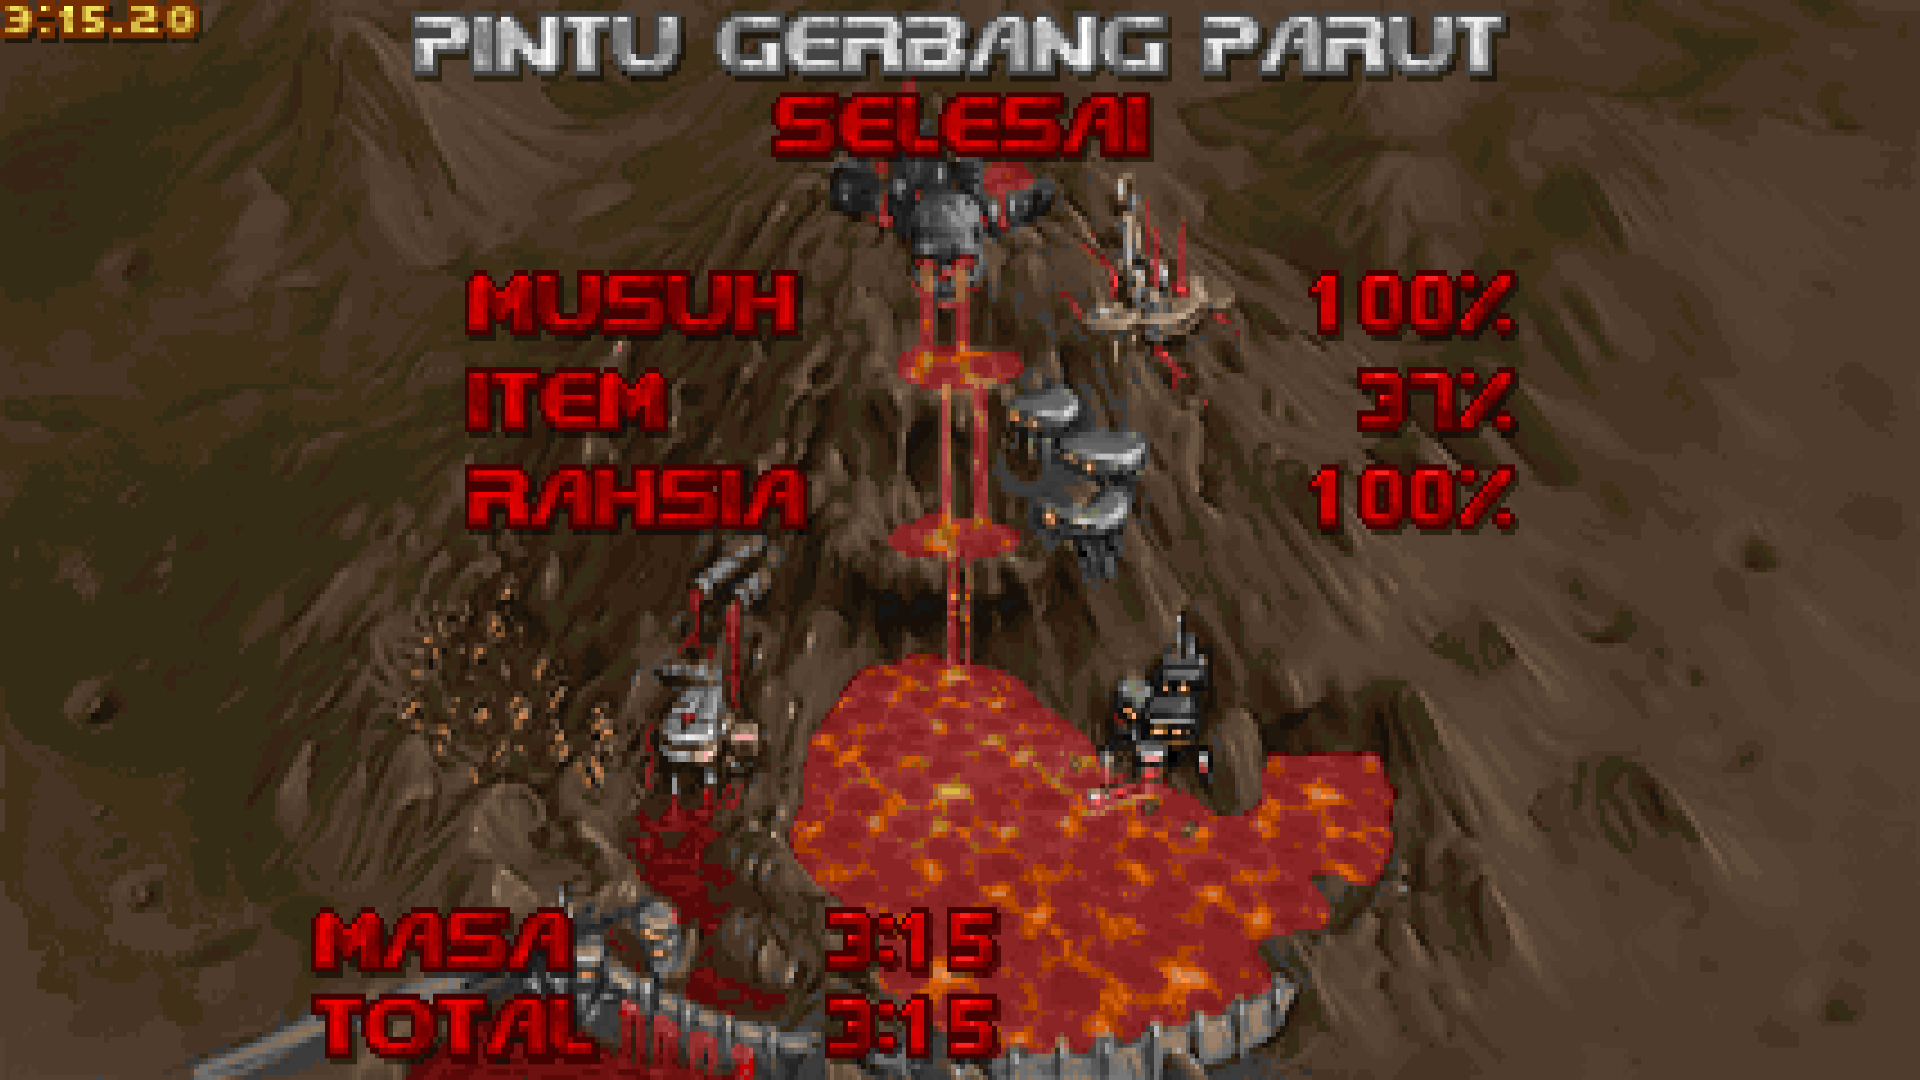 3:15.20
PINTU GERBANG PARUT
SELESAI
MUSUH 100%
ITEM 37%
RAHSIA 100%
MASA 3:15
TOTAL 3:15